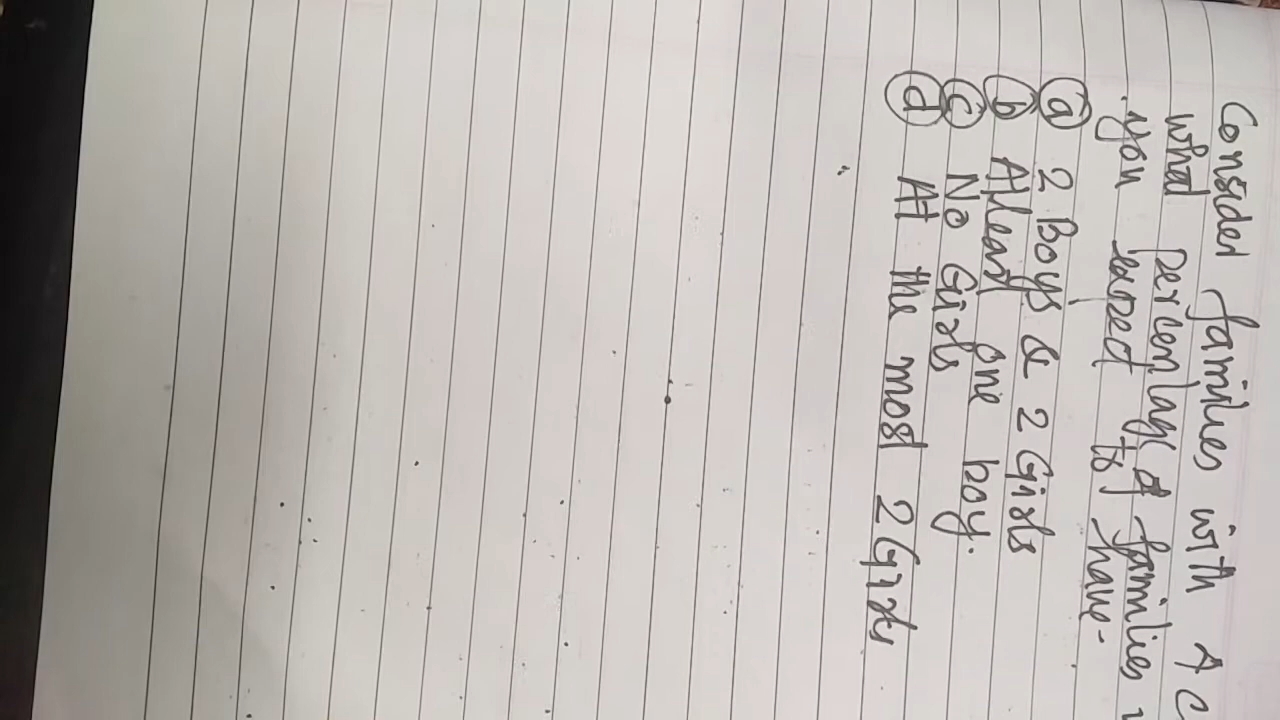 Consider families with 4 C
what percentage of families
you expect to have-
(a) 2 Boys & 2 Girls
(b) Atleast one boy.
(c) No Girls
(d) At the most 2 Girls